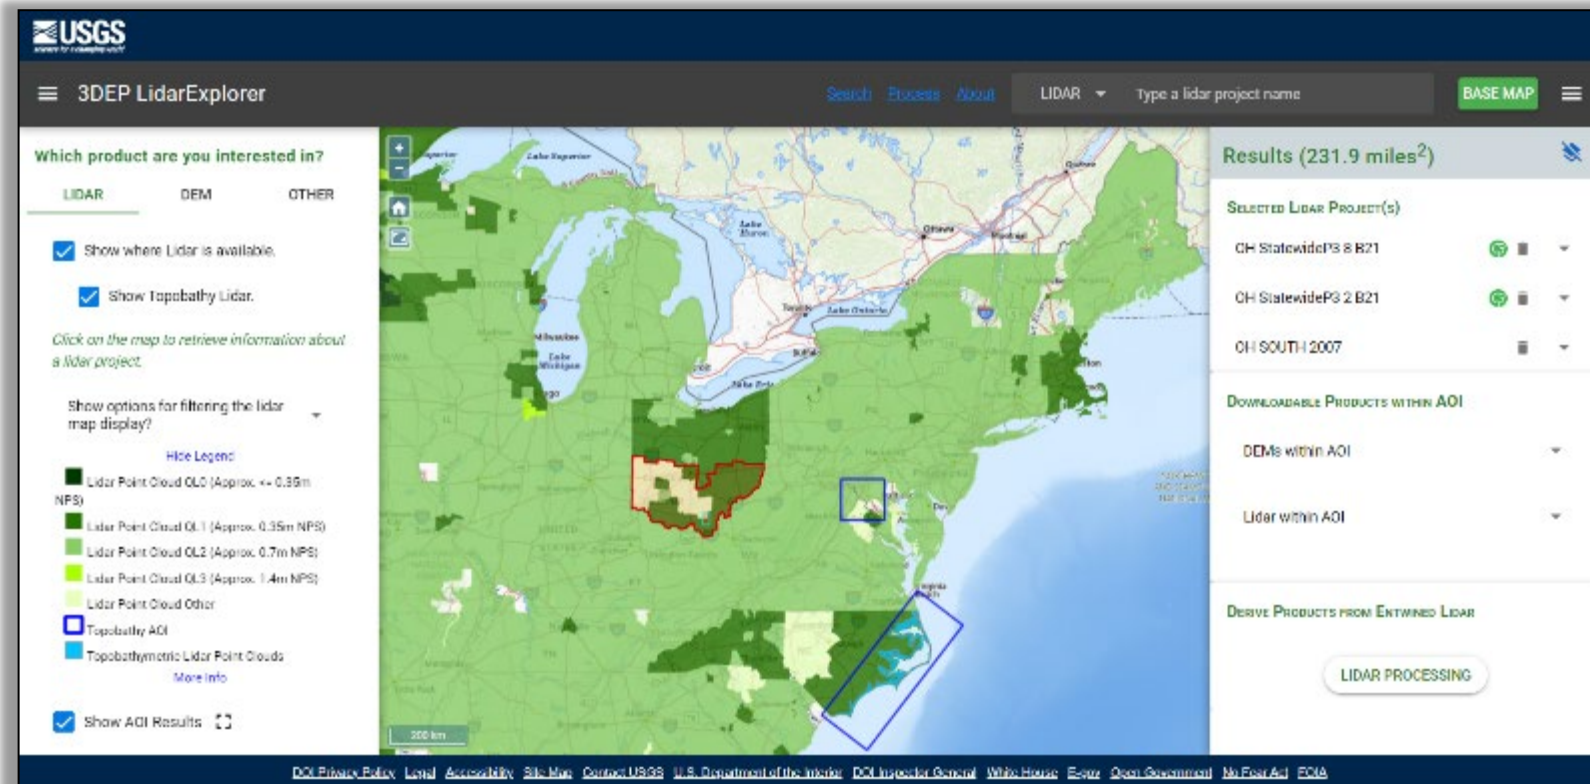 USGS
science for a changing world
3DEP LidarExplorer
Search Process About
LIDAR
Type a lidar project name
BASE MAP
Which product are you interested in?
LIDAR DEM OTHER
Show where Lidar is available.
Show Topobathy Lidar.
Click on the map to retrieve information about
a lidar project.
Show options for filtering the lidar
map display?
Hide Legend
Lidar Point Cloud QL0 (Approx. <= 0.35m
NPS)
Lidar Point Cloud QL1 (Approx. 0.35m NPS)
Lidar Point Cloud QL2 (Approx. 0.7m NPS)
Lidar Point Cloud QL3 (Approx. 1.4m NPS)
Lidar Point Cloud Other
Topobathy AOI
Topobathymetric Lidar Point Clouds
More Info
Show AOI Results
Lake Superior
Québec
Ottawa
Montreal
Lake
Huron
Lake Ontario
Milwaukee
Lake
Michigan
Lake Erie
UNITED
STATES
Virginia
200 km
Results (231.9 miles2)
SELECTED LIDAR PROJECT(S)
OH StatewideP3 8 B21
OH StatewideP3 2 B21
OH SOUTH 2007
DOWNLOADABLE PRODUCTS WITHIN AOI
DEMs within AOI
Lidar within AOI
DERIVE PRODUCTS FROM ENTWINED LIDAR
LIDAR PROCESSING
DOI Privacy Policy Legal Accessibility Site Map Contact USGS U.S. Department of the Interior DOI Inspector General White House E-gov Open Government No Fear Act FOIA